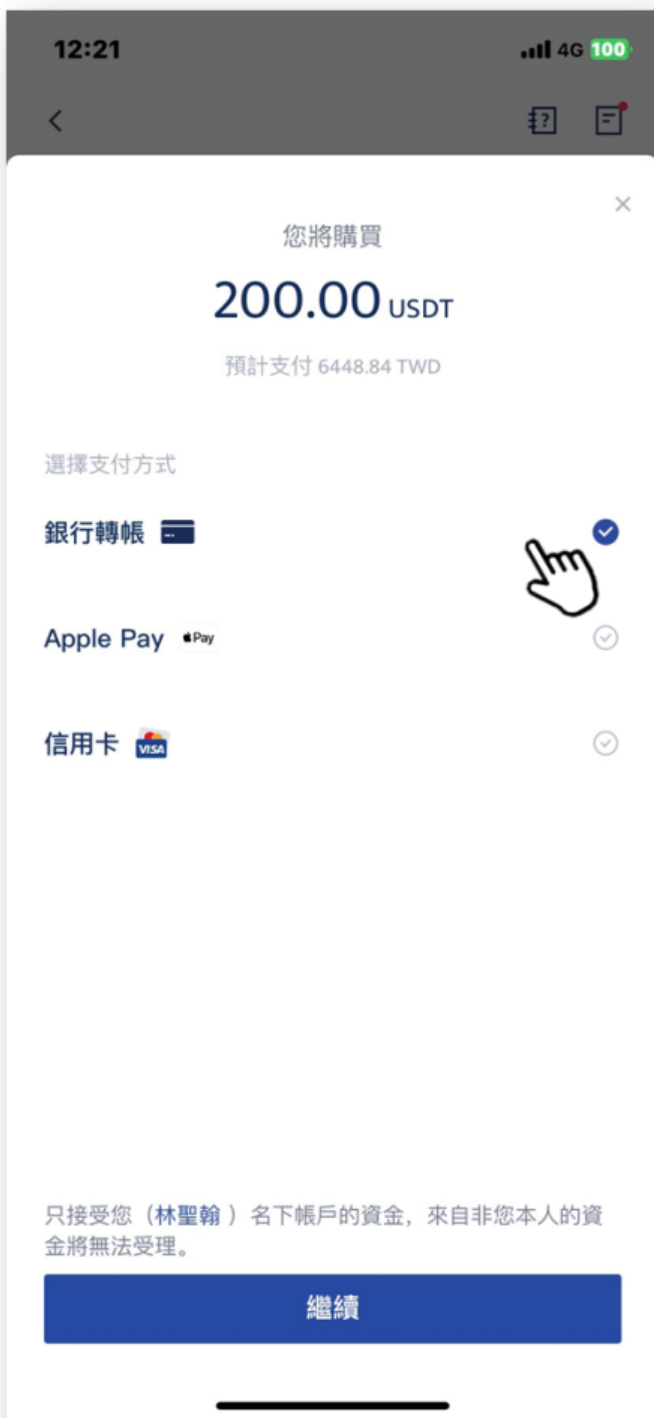 12:21
4G 100
您將購買
200.00 USDT
預計支付 6448.84 TWD
選擇支付方式
銀行轉帳
Apple Pay Pay
信用卡 VISA
只接受您（林聖翰 ）名下帳戶的資金，來自非您本人的資
金將無法受理。
繼續